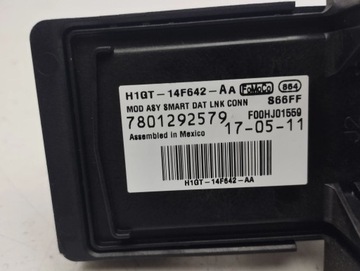 H1GT-14F642-AA FoMoCo 864
MOD ASY SMART DAT LNK CONN 866FF
7801292579 F00HJ01559
Assembled in Mexico 17-05-11
H1GT-14F642-AA